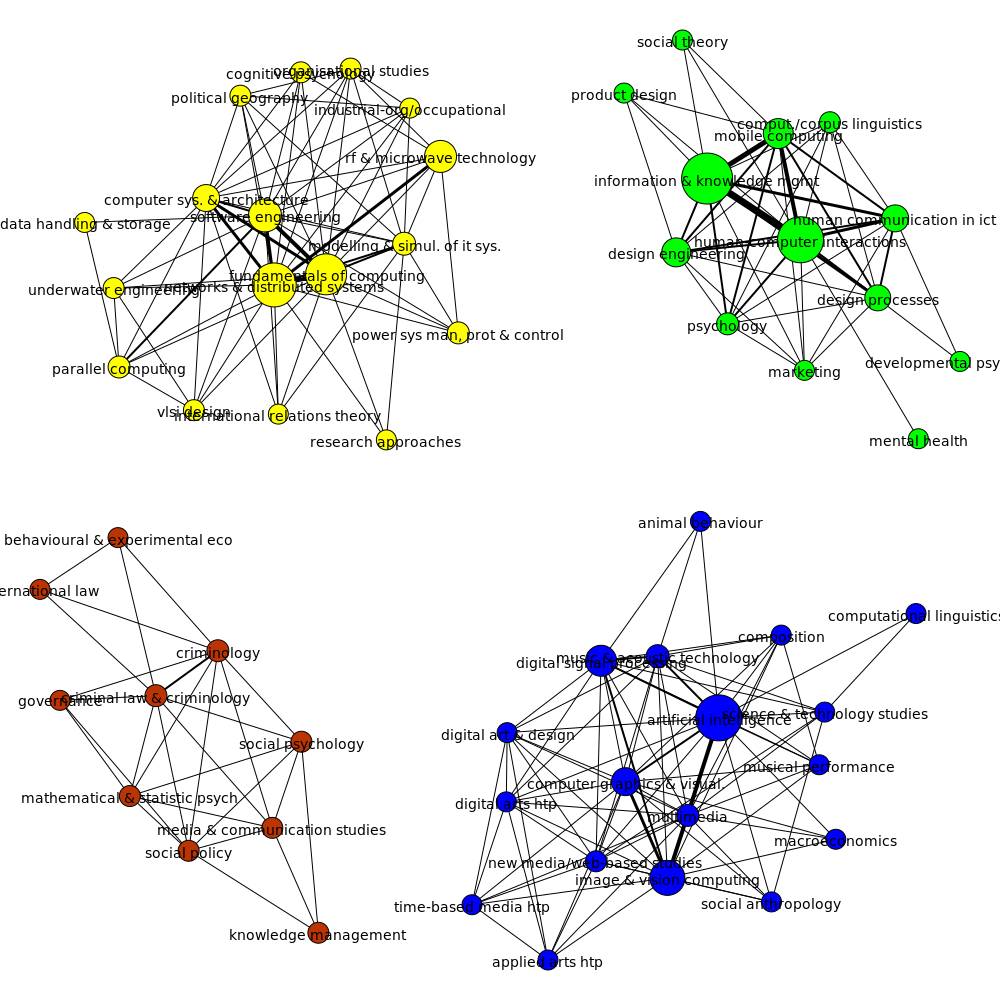 cognitive psychology
organisational studies
political geography
industrial-org/occupational
rf & microwave technology
computer sys. & architecture
software engineering
data handling & storage
modelling & simul. of it sys.
fundamentals of computing
networks & distributed systems
underwater engineering
power sys man, prot & control
parallel computing
vlsi design
international relations theory
research approaches
social theory
product design
comput./corpus linguistics
mobile computing
information & knowledge mgmt
human communication in ict
human computer interactions
design engineering
design processes
psychology
developmental psy
marketing
mental health
behavioural & experimental eco
ernational law
criminology
governance
criminal law & criminology
social psychology
mathematical & statistic psych
media & communication studies
social policy
knowledge management
animal behaviour
computational linguistics
composition
music & acoustic technology
digital signal processing
artificial intelligence
science & technology studies
digital art & design
musical performance
computer graphics & visual.
digital arts htp
multimedia
macroeconomics
new media/web-based studies
image & vision computing
time-based media htp
social anthropology
applied arts htp